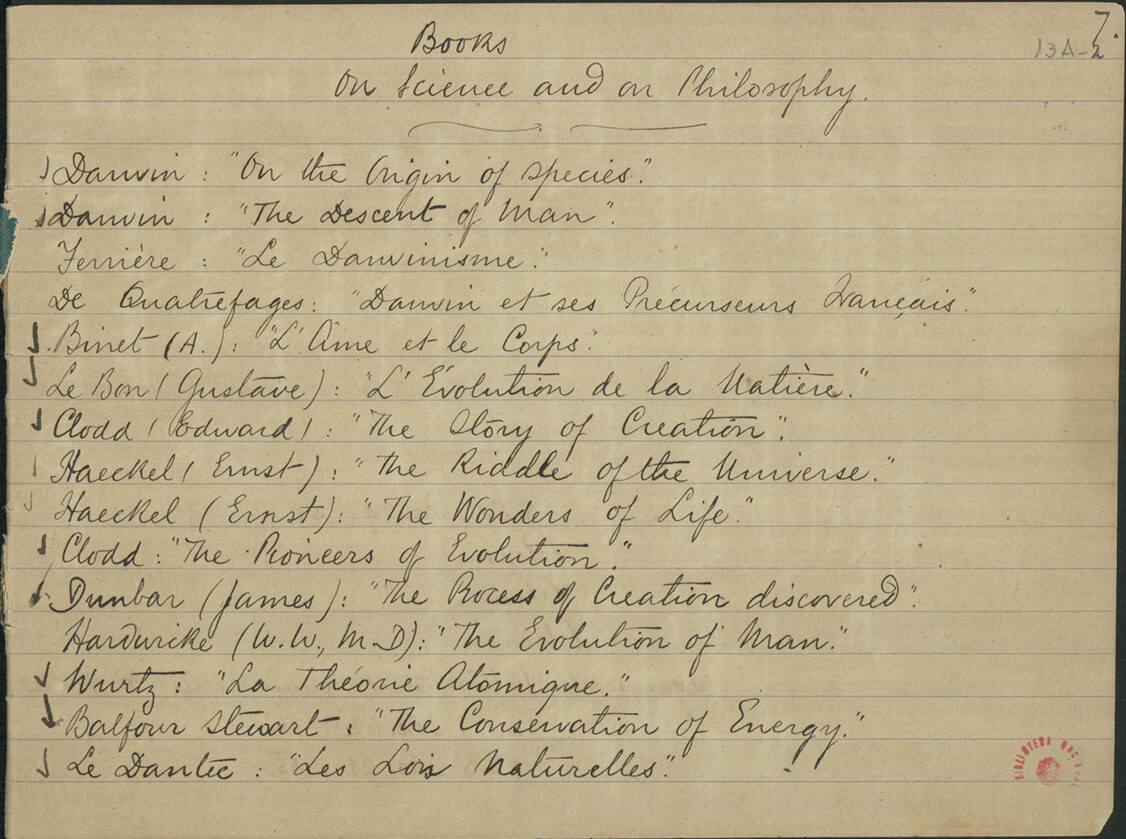 7.
13A-2
Books
On Science and on Philosophy.
Darwin : "On the Origin of species."
Darwin : "The Descent of Man".
Ferrière : "Le Darwinisme."
De Quatrefages: "Darwin et ses Précurseurs Français".
Binet (A.): "L'Âme et le Corps".
Le Bon (Gustave): "L'Évolution de la Matière."
Clodd (Edward): "The Story of Creation".
Haeckel (Ernst): "The Riddle of the Universe."
Haeckel (Ernst): "The Wonders of Life."
Clodd: "The Pioneers of Evolution."
Dunbar (James): "The Process of Creation discovered".
Hardwike (W.W., M-D): "The Evolution of Man."
Wurtz: "La Théorie Atomique."
Balfour Stewart: "The Conservation of Energy."
Le Dantec : "Les Lois Naturelles".
BIBLIOTECA NAC